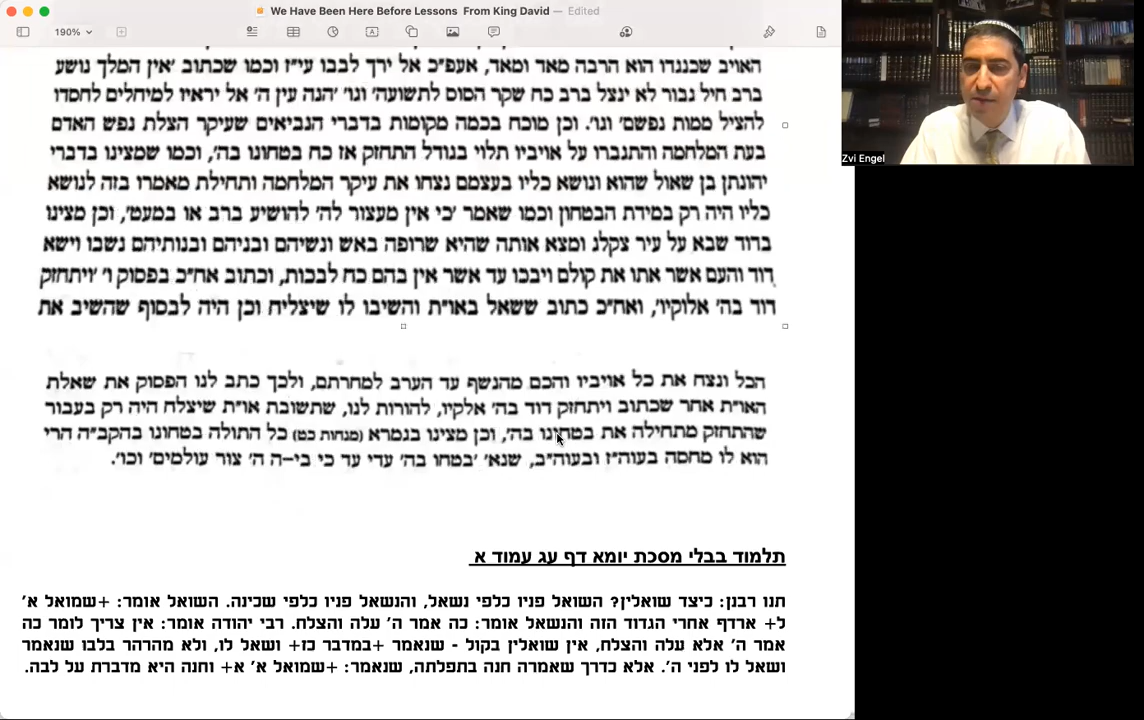 We Have Been Here Before Lessons From King David — Edited
190%
האויב שכנגדו הוא הרבה מאד ומאד, אעפ״כ אל ירך לבבו עי״ז וכמו שכתוב ׳אין המלך נושע
ברב חיל גבור לא ינצל ברב כח שקר הסוס לתשועה׳ וגו׳ ׳הנה עין ה׳ אל יראיו למיחלים לחסדו
להציל ממות נפשם׳ וגו׳. וכן מוכח בכמה מקומות בדברי הנביאים שעיקר הצלת נפש האדם
בעת המלחמה והתגברו על אויביו תלוי בגודל התחזק אז כח בטחונו בה׳, וכמו שמצינו בדברי
יהונתן בן שאול שהוא ונושא כליו בעצמם נצחו את עיקר המלחמה ותחילת מאמרו בזה לנושא
כליו היה רק במידת הבטחון וכמו שאמר ׳כי אין מעצור לה׳ להושיע ברב או במעט׳, וכן מצינו
בדוד שבא על עיר צקלג ומצא אותה שהיא שרופה באש ונשיהם ובניהם ובנותיהם נשבו וישא
דוד והעם אשר אתו את קולם ויבכו עד אשר אין בהם כח לבכות, וכתוב אח״כ בפסוק ו׳ ׳ויתחזק
דוד בה׳ אלוקיו׳, ואח״כ כתוב ששאל באו״ת והשיבו לו שיצליח וכן היה לבסוף שהשיב את
הכל ונצח את כל אויביו והכם מהנשף עד הערב למחרתם, ולכך כתב לנו הפסוק את שאלת
האו״ת אחר שכתוב ויתחזק דוד בה׳ אלקיו, להורות לנו, שתשובת או״ת שיצלח היה רק בעבור
שהתחזק מתחילה את בטחונו בה׳, וכן מצינו בגמרא (מנחות כט) כל התולה בטחונו בהקב״ה הרי
הוא לו מחסה בעוה״ז ובעוה״ב, שנא׳ ׳בטחו בה׳ עדי עד כי בי–ה ה׳ צור עולמים׳ וכו׳.
תלמוד בבלי מסכת יומא דף עג עמוד א
תנו רבנן: כיצד שואלין? השואל פניו כלפי נשאל, והנשאל פניו כלפי שכינה. השואל אומר: +שמואל א׳
ל+ ארדף אחרי הגדוד הזה והנשאל אומר: כה אמר ה׳ עלה והצלח. רבי יהודה אומר: אין צריך לומר כה
אמר ה׳ אלא עלה והצלח, אין שואלין בקול - שנאמר +במדבר כז+ ושאל לו, ולא מהרהר בלבו שנאמר
ושאל לו לפני ה׳. אלא כדרך שאמרה חנה בתפלתה, שנאמר: +שמואל א׳ א+ וחנה היא מדברת על לבה.
Zvi Engel